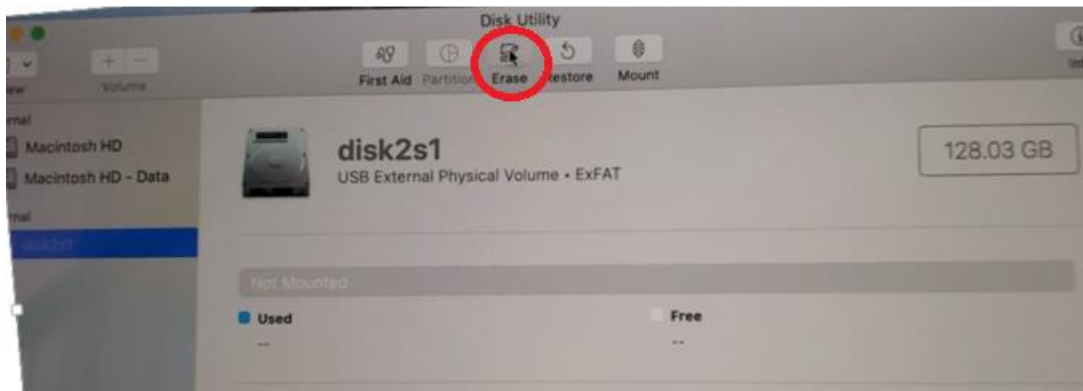 Disk Utility
First Aid Partition Erase Restore Mount
Volume
Macintosh HD
Macintosh HD - Data
disk2s1
disk2s1
USB External Physical Volume • ExFAT
128.03 GB
Not Mounted
Used
--
Free
--